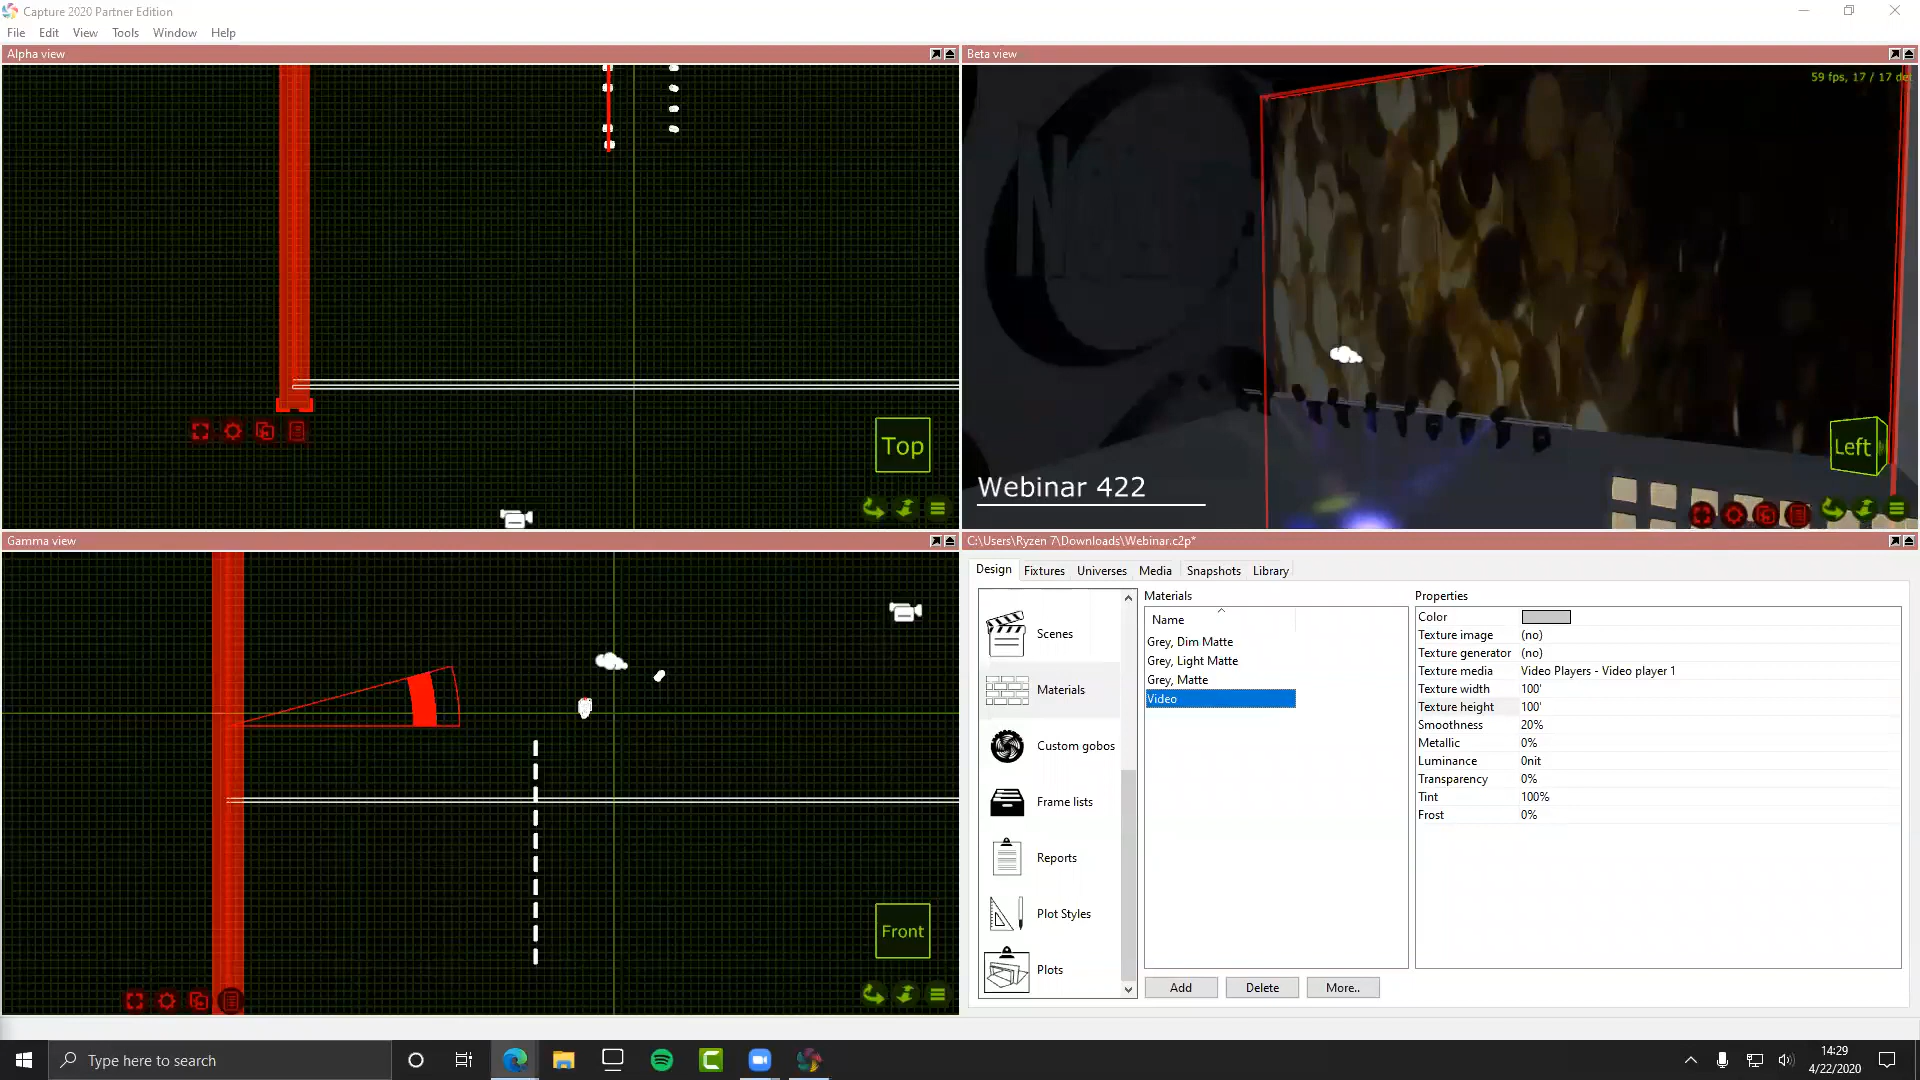 Capture 2020 Partner Edition
File Edit View Tools Window Help
Alpha view
Top
Beta view
59 fps, 17 / 17 det
Left
Webinar 422
Gamma view
Front
C:\Users\Ryzen 7\Downloads\Webinar.c2p*
Design Fixtures Universes Media Snapshots Library
Scenes
Materials
Custom gobos
Frame lists
Reports
Plot Styles
Plots
Materials
Name
Grey, Dim Matte
Grey, Light Matte
Grey, Matte
Video
Add Delete More..
Properties
Color
Texture image (no)
Texture generator (no)
Texture media Video Players - Video player 1
Texture width 100'
Texture height 100'
Smoothness 20%
Metallic 0%
Luminance 0nit
Transparency 0%
Tint 100%
Frost 0%
Type here to search
14:29
4/22/2020